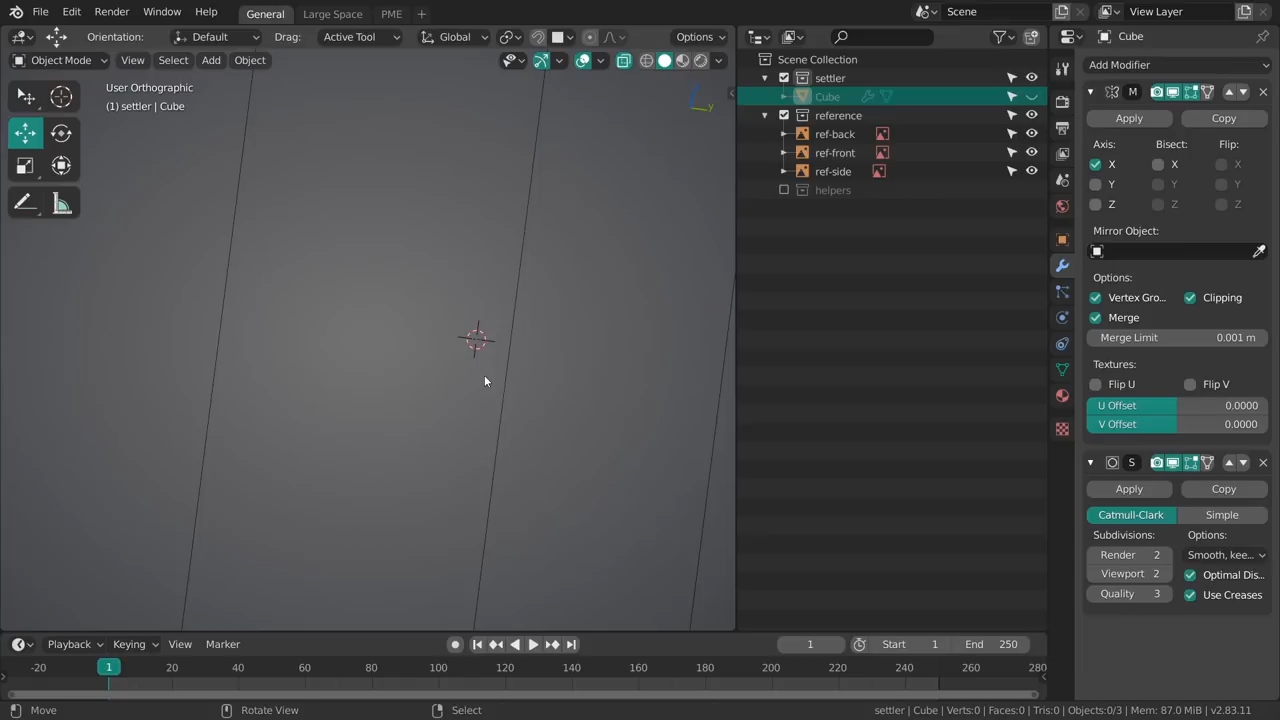 File Edit Render Window Help General Large Space PME + Scene View Layer
Orientation: Default Drag: Active Tool Global Options
Cube
Object Mode View Select Add Object
Scene Collection
settler
Cube
reference
ref-back
ref-front
ref-side
helpers
User Orthographic
(1) settler | Cube
y
Add Modifier
M
Apply Copy
Axis: Bisect: Flip:
X X X
Y Y Y
Z Z Z
Mirror Object:
Options:
Vertex Gro... Clipping
Merge
Merge Limit 0.001 m
Textures:
Flip U Flip V
U Offset 0.0000
V Offset 0.0000
S
Apply Copy
Catmull-Clark Simple
Subdivisions: Options:
Render 2 Smooth, kee...
Viewport 2 Optimal Dis...
Quality 3 Use Creases
Playback Keying View Marker 1 Start 1 End 250
-20 1 20 40 60 80 100 120 140 160 180 200 220 240 260 280
Move Rotate View Select settler | Cube | Verts:0 | Faces:0 | Tris:0 | Objects:0/3 | Mem: 87.0 MiB | v2.83.11